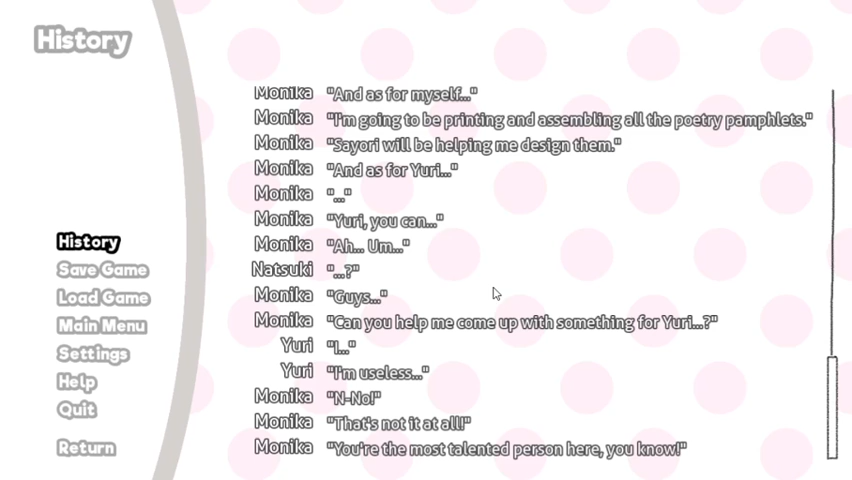 History
Monika "And as for myself..."
Monika "I'm going to be printing and assembling all the poetry pamphlets."
Monika "Sayori will be helping me design them."
Monika "And as for Yuri..."
Monika "..."
Monika "Yuri, you can..."
Monika "Ah... Um..."
Natsuki "...?"
Monika "Guys..."
Monika "Can you help me come up with something for Yuri...?"
Yuri "I..."
Yuri "I'm useless..."
Monika "N-No!"
Monika "That's not it at all!"
Monika "You're the most talented person here, you know!"
History
Save Game
Load Game
Main Menu
Settings
Help
Quit
Return